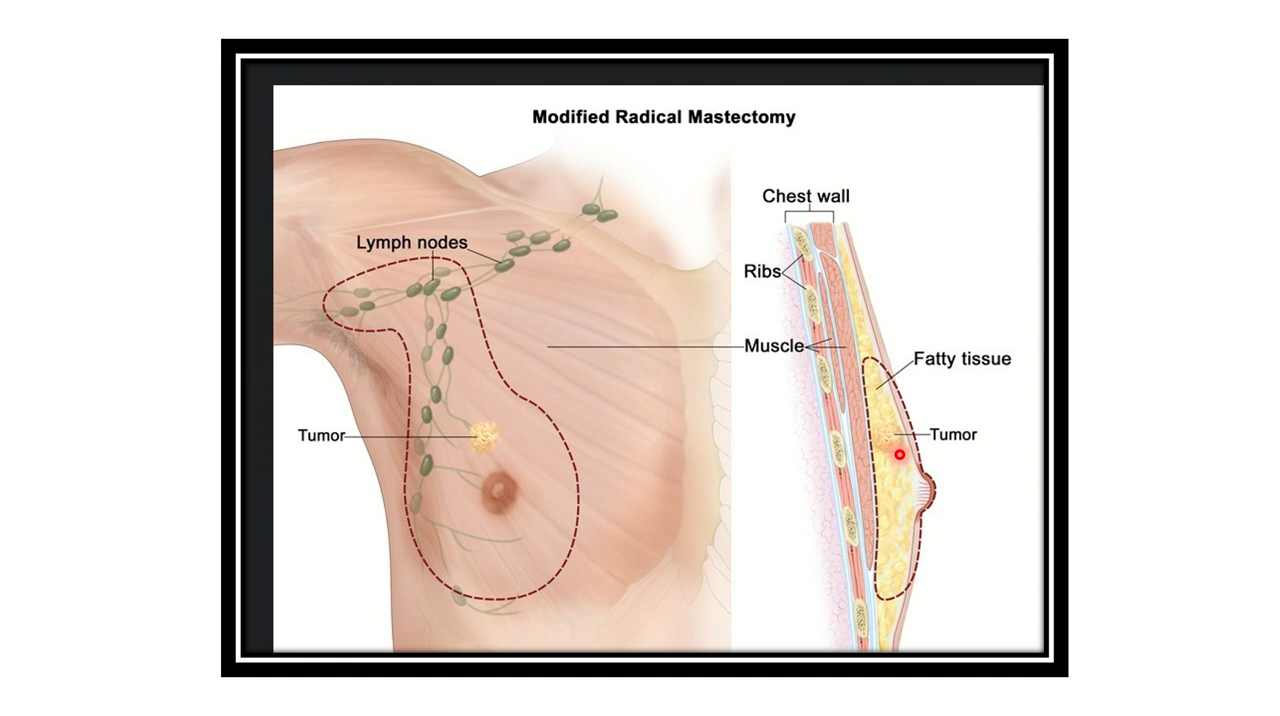 Modified Radical Mastectomy
Lymph nodes
Tumor
Chest wall
Ribs
Muscle
Fatty tissue
Tumor